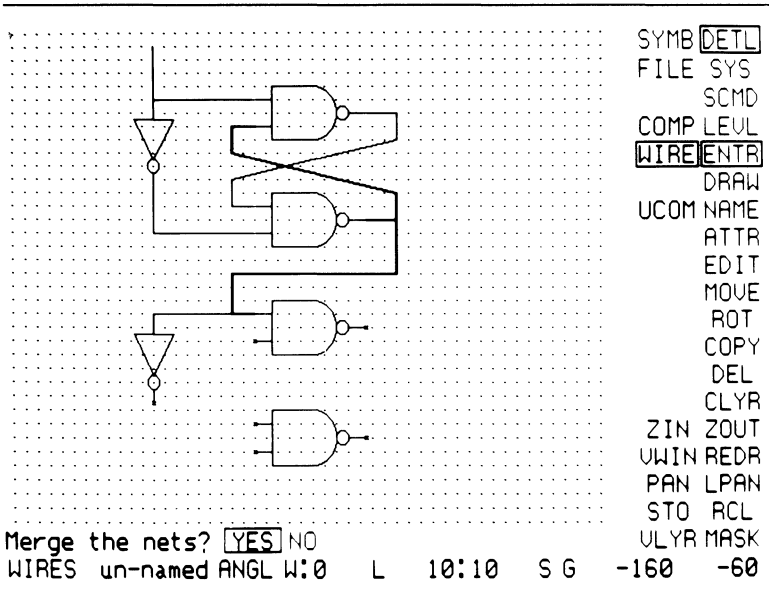 SYMB DETL
FILE SYS
SCMD
COMP LEVL
WIRE ENTR
DRAW
UCOM NAME
ATTR
EDIT
MOVE
ROT
COPY
DEL
CLYR
ZIN ZOUT
VWIN REDR
PAN LPAN
STO RCL
VLYR MASK
Merge the nets? YES NO
WIRES un-named ANGL W:0 L 10:10 S G -160 -60